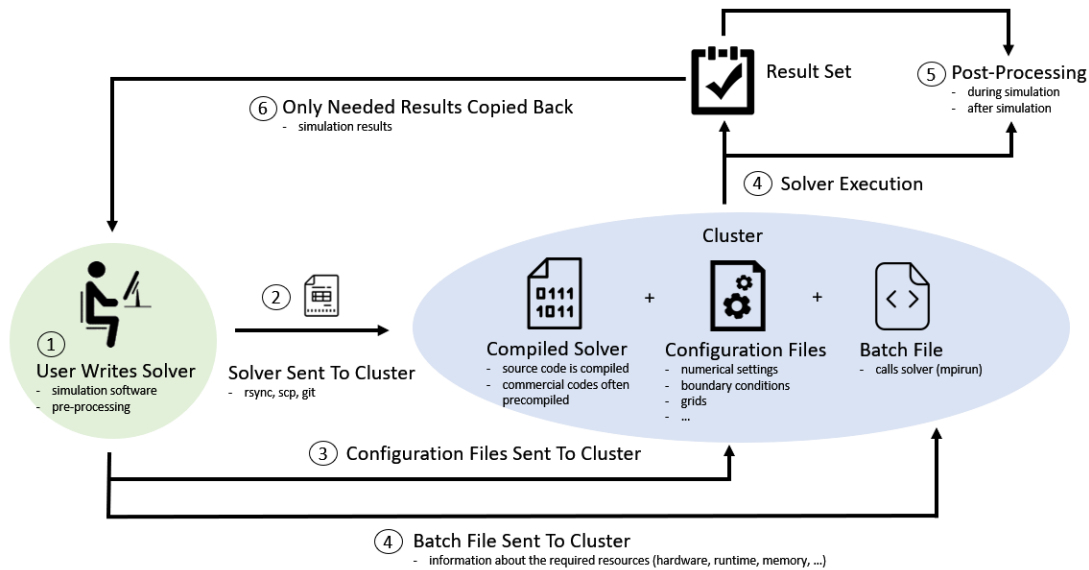 Result Set
5 Post-Processing
- during simulation
- after simulation
6 Only Needed Results Copied Back
- simulation results
4 Solver Execution
Cluster
2
0111
1011
+
+
< >
1
User Writes Solver
- simulation software
- pre-processing
Solver Sent To Cluster
- rsync, scp, git
Compiled Solver
- source code is compiled
- commercial codes often
precompiled
Configuration Files
- numerical settings
- boundary conditions
- grids
- ...
Batch File
- calls solver (mpirun)
3 Configuration Files Sent To Cluster
4 Batch File Sent To Cluster
- information about the required resources (hardware, runtime, memory, ...)